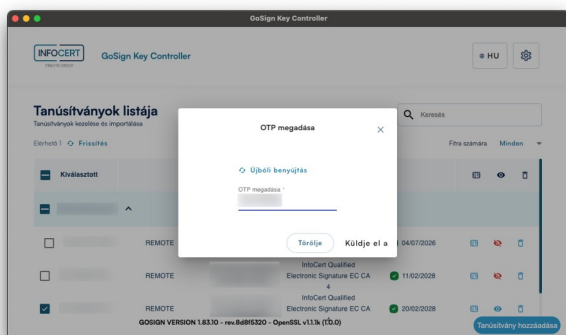 GoSign Key Controller
INFOCERT
GoSign Key Controller
HU
Tanúsítványok listája
Tanúsítványok kezelése és importálása
Keresés
Elérhető 1 Frissítés
Fitra számára Minden
Kiválasztott
OTP megadása
Újbóli benyújtás
OTP megadása *
Törölje
Küldje el a
REMOTE
04/07/2026
REMOTE
InfoCert Qualified
Electronic Signature EC CA
4
11/02/2028
REMOTE
InfoCert Qualified
Electronic Signature EC CA
20/02/2028
GOSIGN VERSION 1.83.10 - rev.8d8f5320 - OpenSSL v1.1.1k (1.0.0)
Tanúsítvány hozzáadása